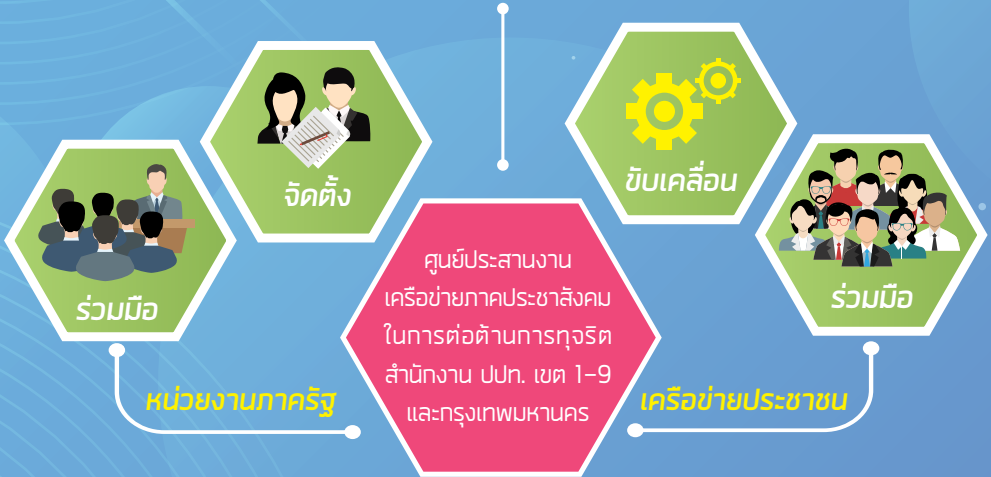 จัดตั้ง
ขับเคลื่อน
ร่วมมือ
ร่วมมือ
ศูนย์ประสานงาน
เครือข่ายภาคประชาสังคม
ในการต่อต้านการทุจริต
สำนักงาน ปปท. เขต 1-9
และกรุงเทพมหานคร
หน่วยงานภาครัฐ
เครือข่ายประชาชน